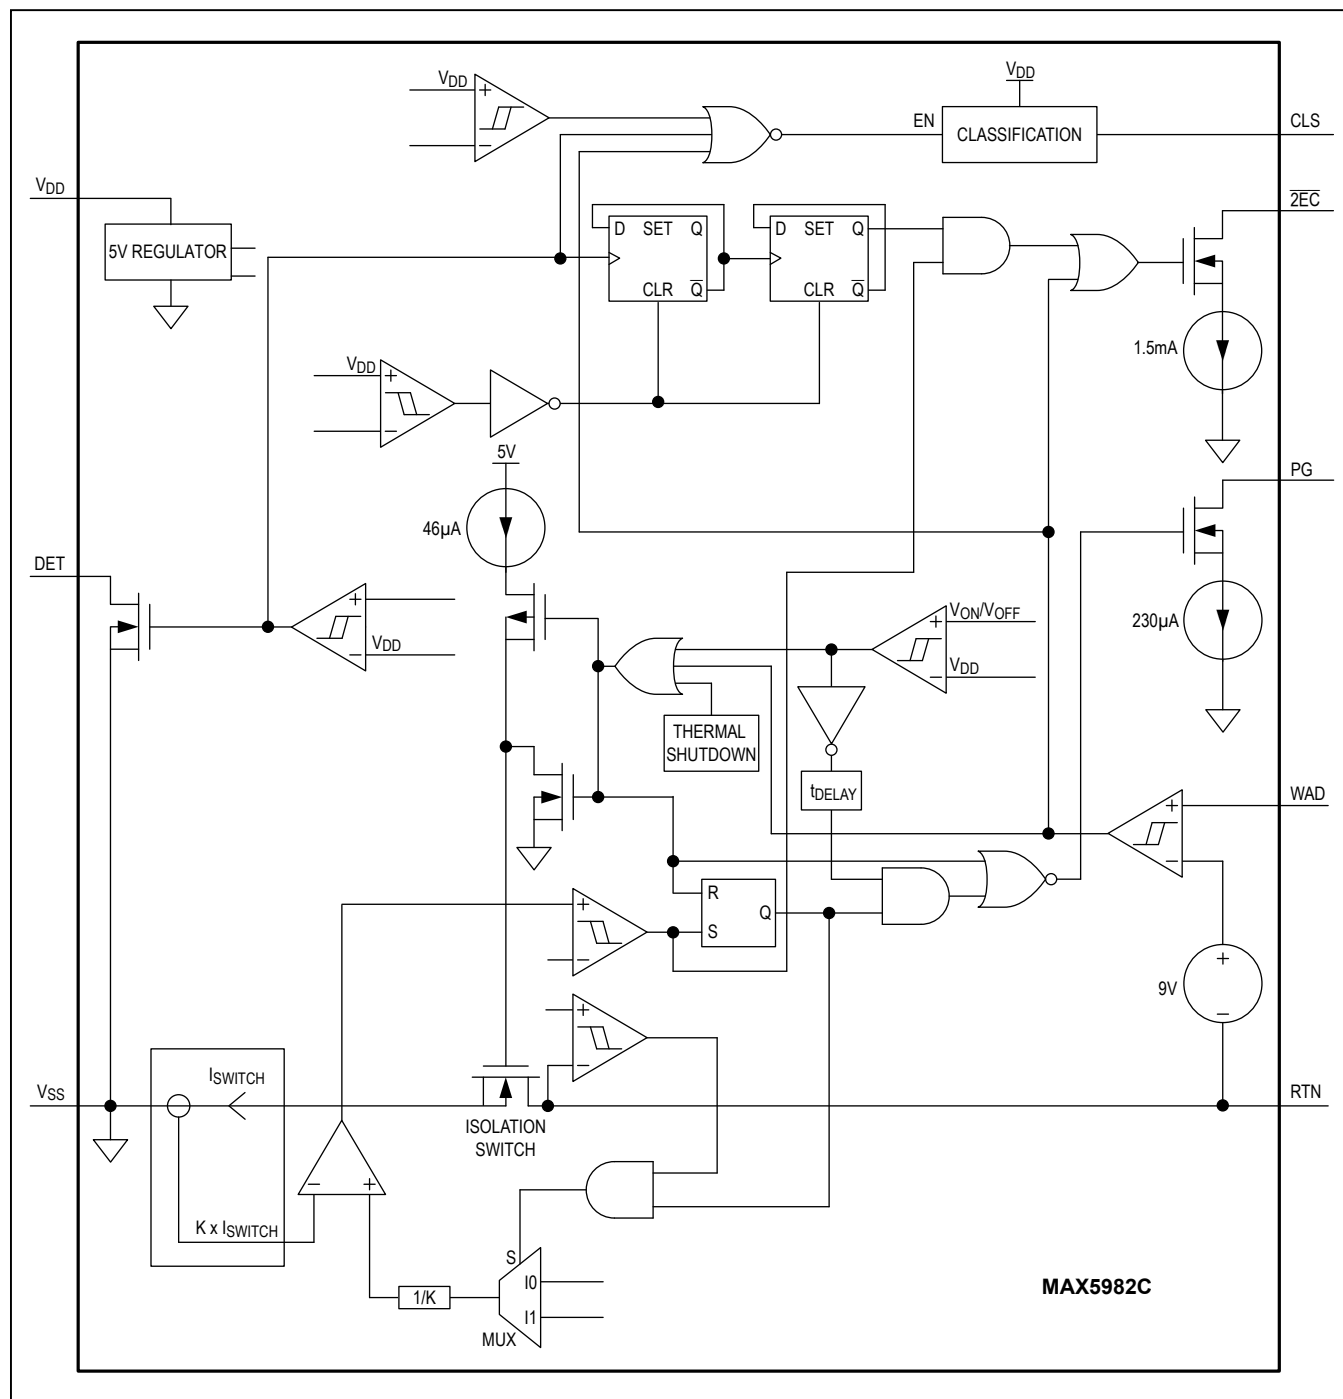 VDD
+
−
VDD
EN
CLASSIFICATION
CLS
VDD
5V REGULATOR
D SET Q
CLR Q̅
D SET Q
CLR Q̅
2̅E̅C̅
1.5mA
VDD
+
−
5V
46µA
PG
230µA
DET
+
VDD
−
VON/VOFF
+
VDD
−
THERMAL
SHUTDOWN
tDELAY
WAD
+
−
R
Q
S
+
−
9V
+
−
+
−
VSS
ISWITCH
ISOLATION
SWITCH
RTN
−
+
K x ISWITCH
S
I0
I1
1/K
MUX
MAX5982C